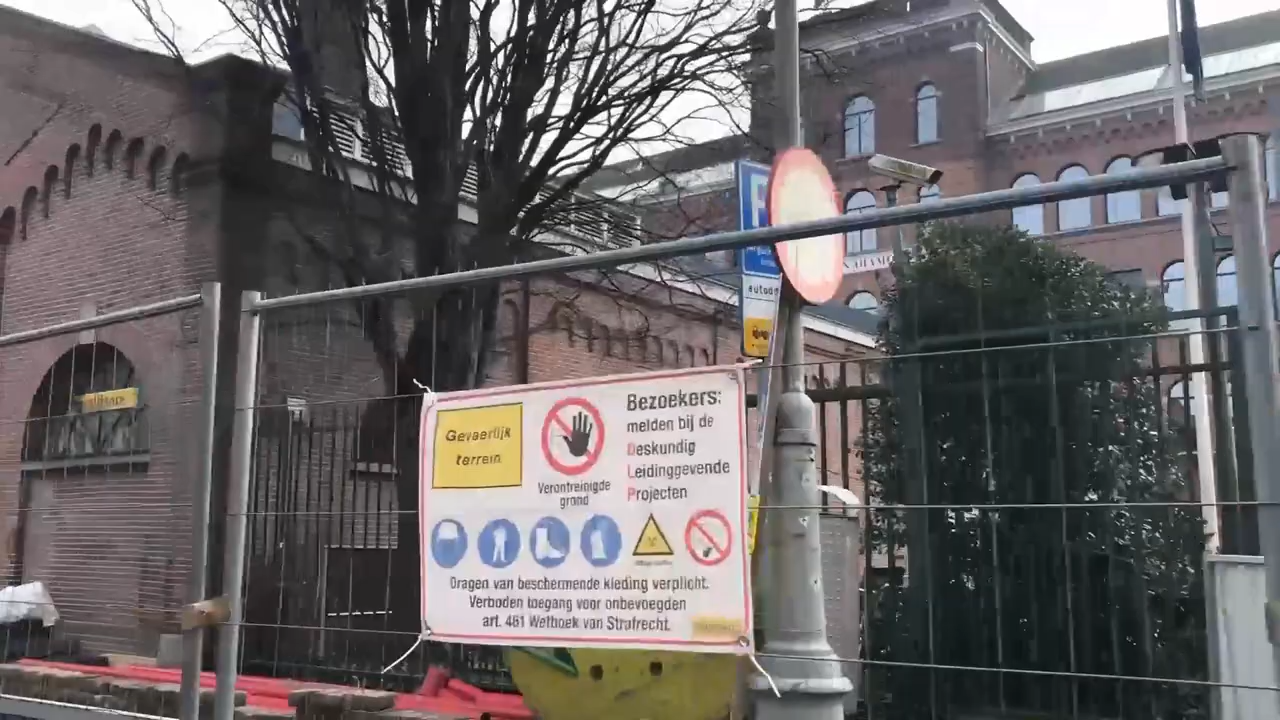 Gevaarlijk
terrein
Verontreinigde
grond
Bezoekers:
melden bij de
Deskundig
Leidinggevende
Projecten
Dragen van beschermende kleding verplicht.
Verboden toegang voor onbevoegden
art. 461 Wetboek van Strafrecht.
P